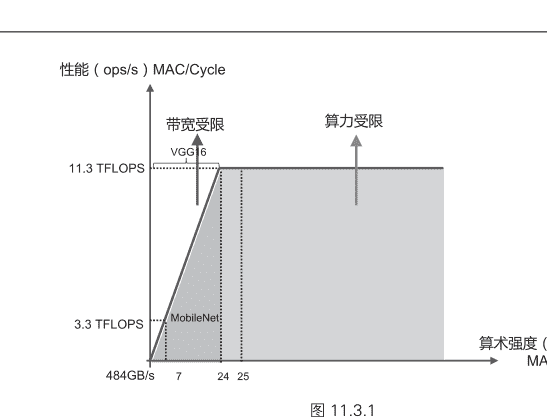 性能（ops/s）MAC/Cycle
带宽受限
算力受限
VGG16
11.3 TFLOPS
3.3 TFLOPS
MobileNet
算术强度（
MA
484GB/s
7
24
25
图 11.3.1